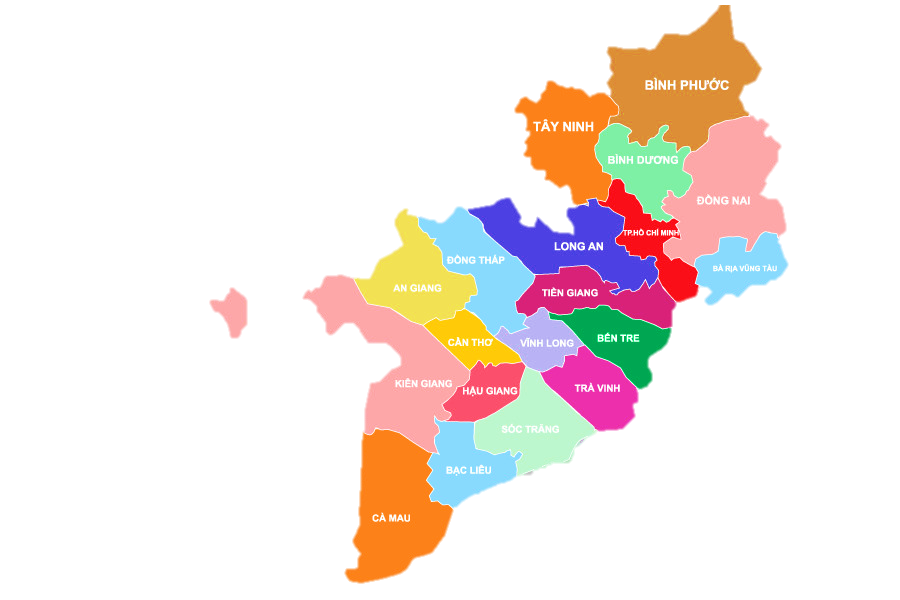 BÌNH PHƯỚC
TÂY NINH
BÌNH DƯƠNG
ĐỒNG NAI
TP.HỒ CHÍ MINH
LONG AN
ĐỒNG THÁP
BÀ RỊA VŨNG TÀU
AN GIANG
TIỀN GIANG
BẾN TRE
CẦN THƠ
VĨNH LONG
KIÊN GIANG
HẬU GIANG
TRÀ VINH
SÓC TRĂNG
BẠC LIÊU
CÀ MAU